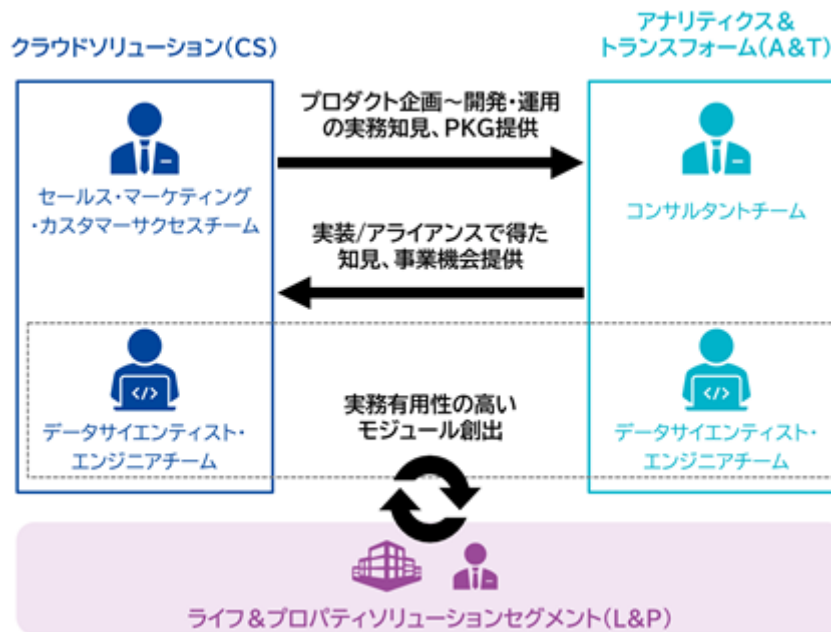 クラウドソリューション(CS)
アナリティクス&
トランスフォーム(A&T)
プロダクト企画～開発・運用
の実務知見、PKG提供
セールス・マーケティング
・カスタマーサクセスチーム
コンサルタントチーム
実装/アライアンスで得た
知見、事業機会提供
</>
データサイエンティスト・
エンジニアチーム
実務有用性の高い
モジュール創出
</>
データサイエンティスト・
エンジニアチーム
ライフ&プロパティソリューションセグメント(L&P)